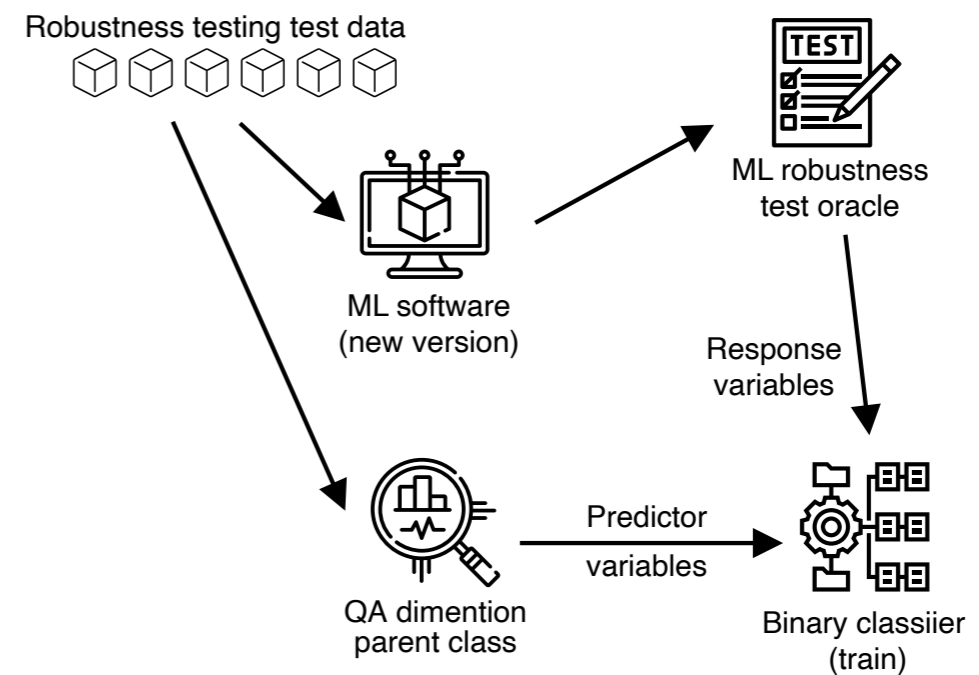 Robustness testing test data
TEST
ML robustness
test oracle
ML software
(new version)
Response
variables
Predictor
variables
QA dimention
parent class
Binary classiier
(train)